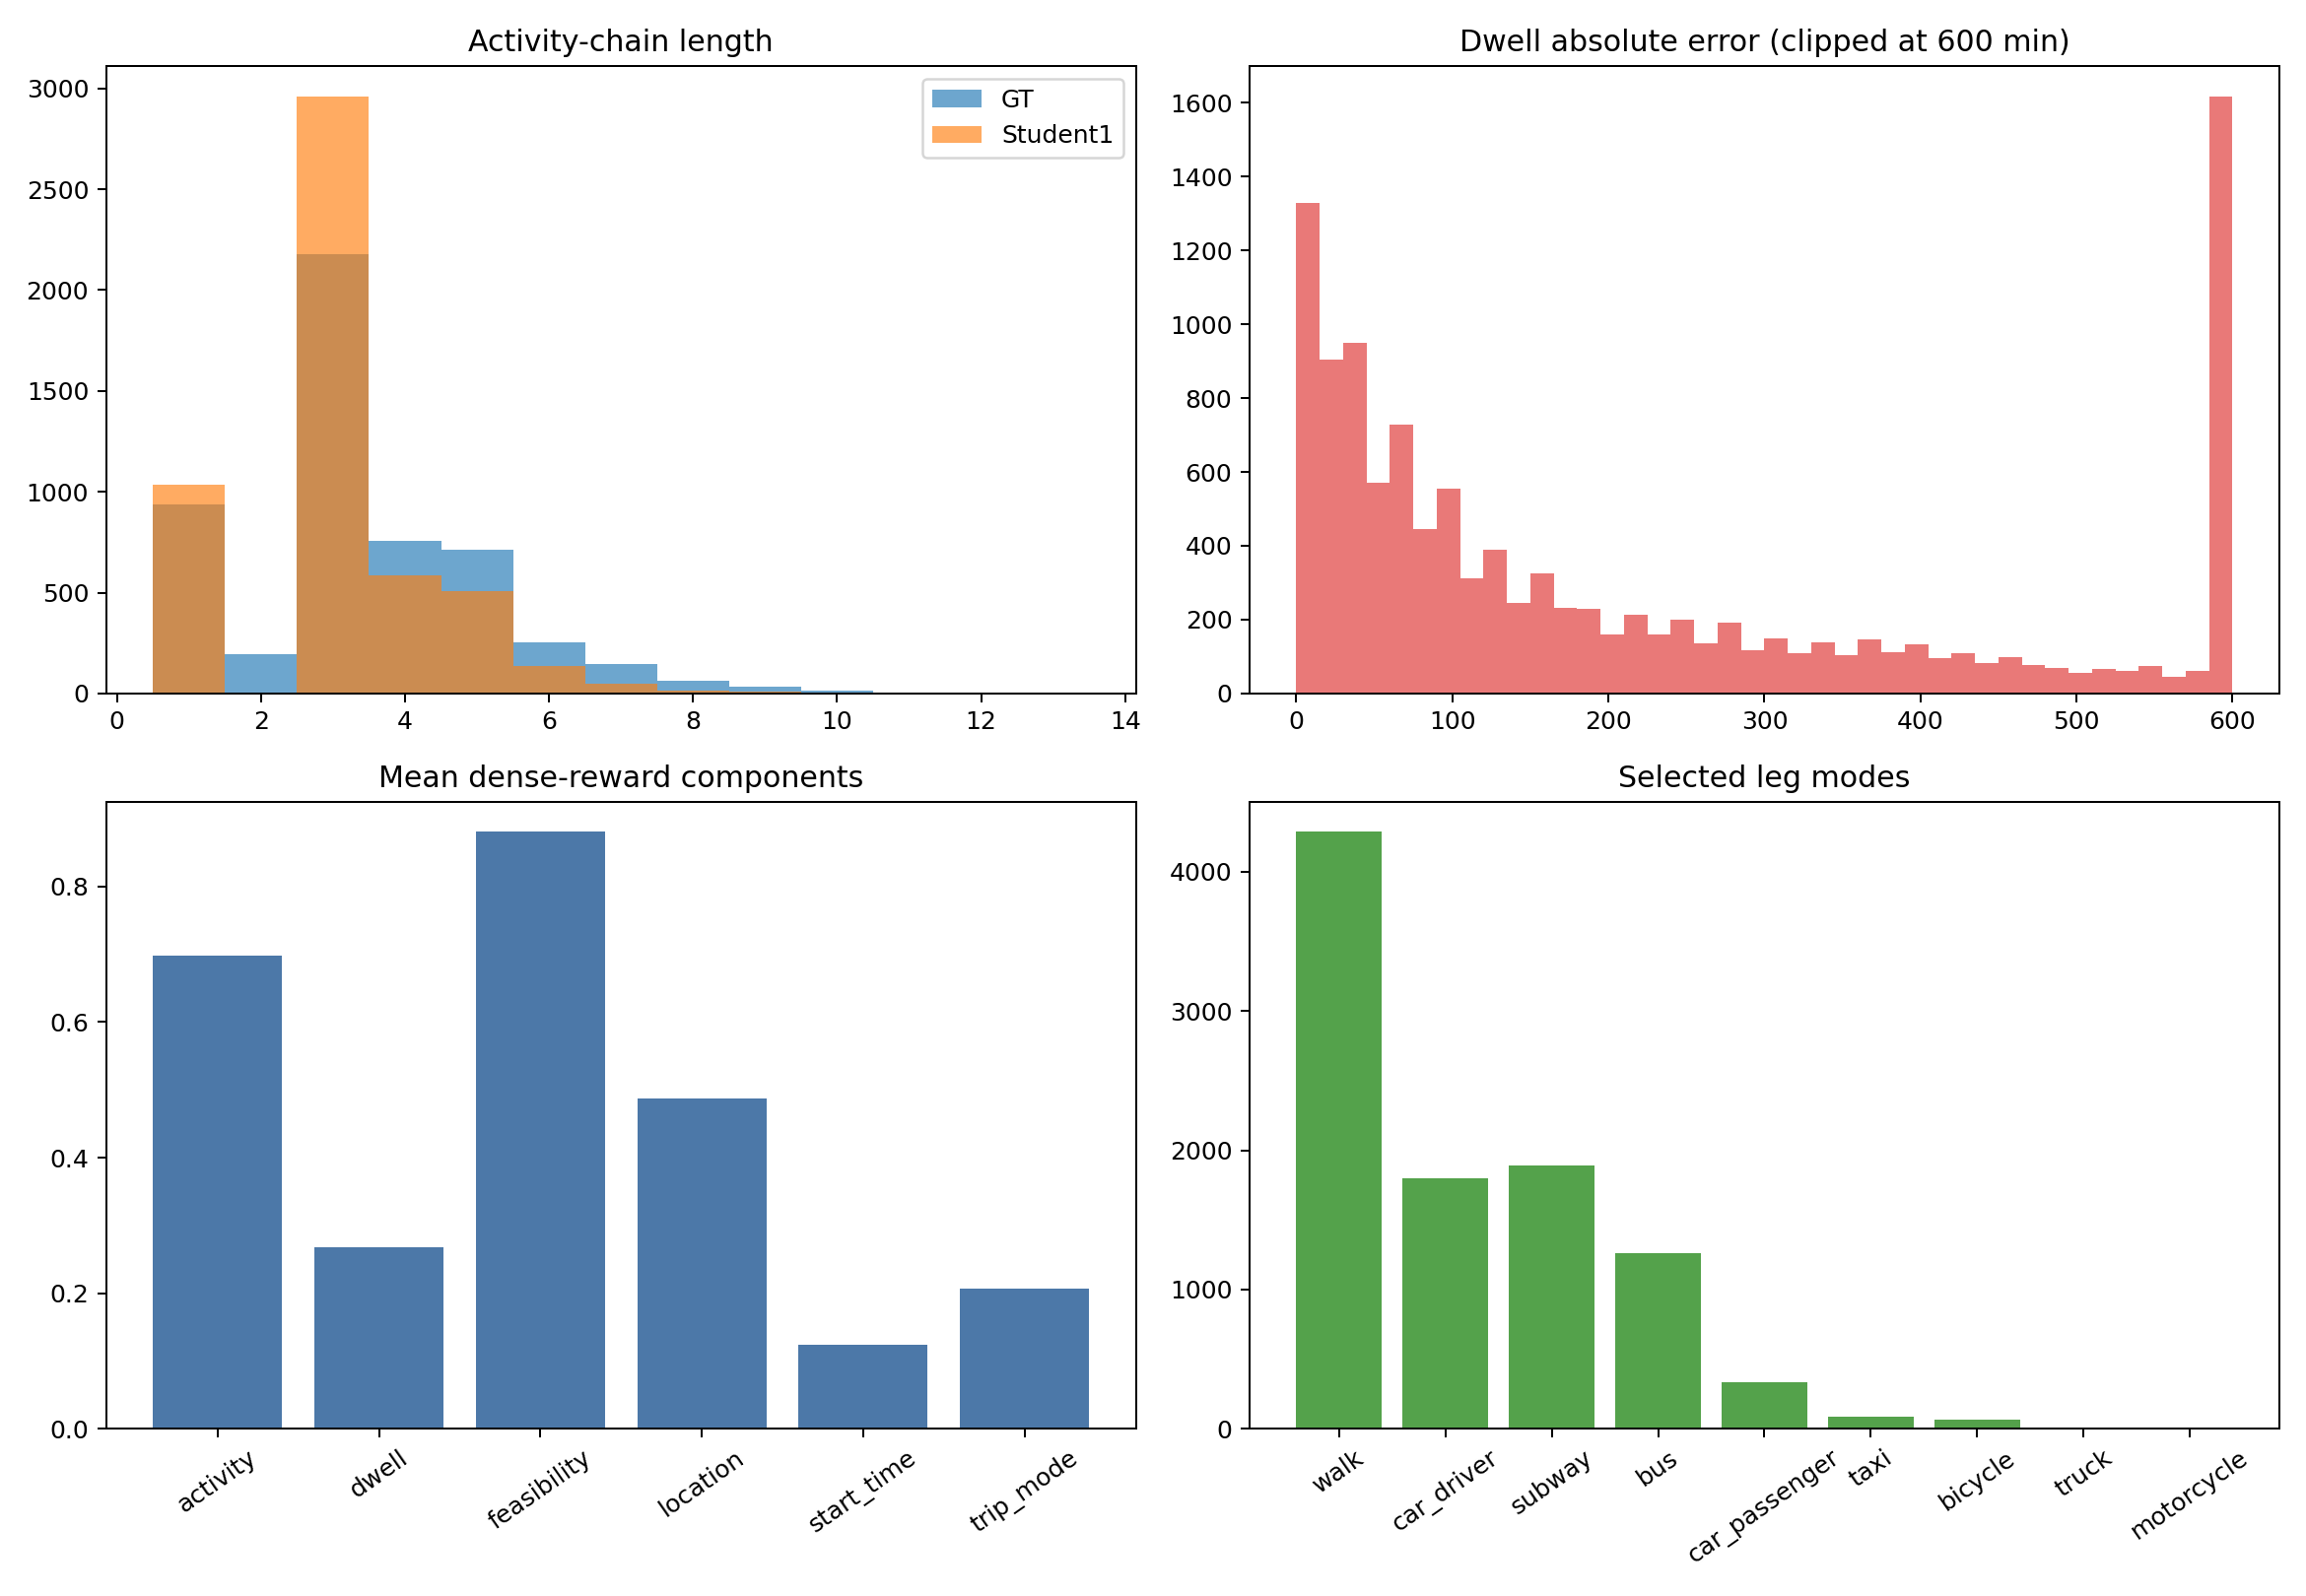 Activity-chain length
3000
2500
2000
1500
1000
500
0
GT
Student1
0 2 4 6 8 10 12 14
Dwell absolute error (clipped at 600 min)
1600
1400
1200
1000
800
600
400
200
0
0 100 200 300 400 500 600
Mean dense-reward components
0.8
0.6
0.4
0.2
0.0
activity dwell feasibility location start_time trip_mode
Selected leg modes
4000
3000
2000
1000
0
walk car_driver subway bus car_passenger taxi bicycle truck motorcycle